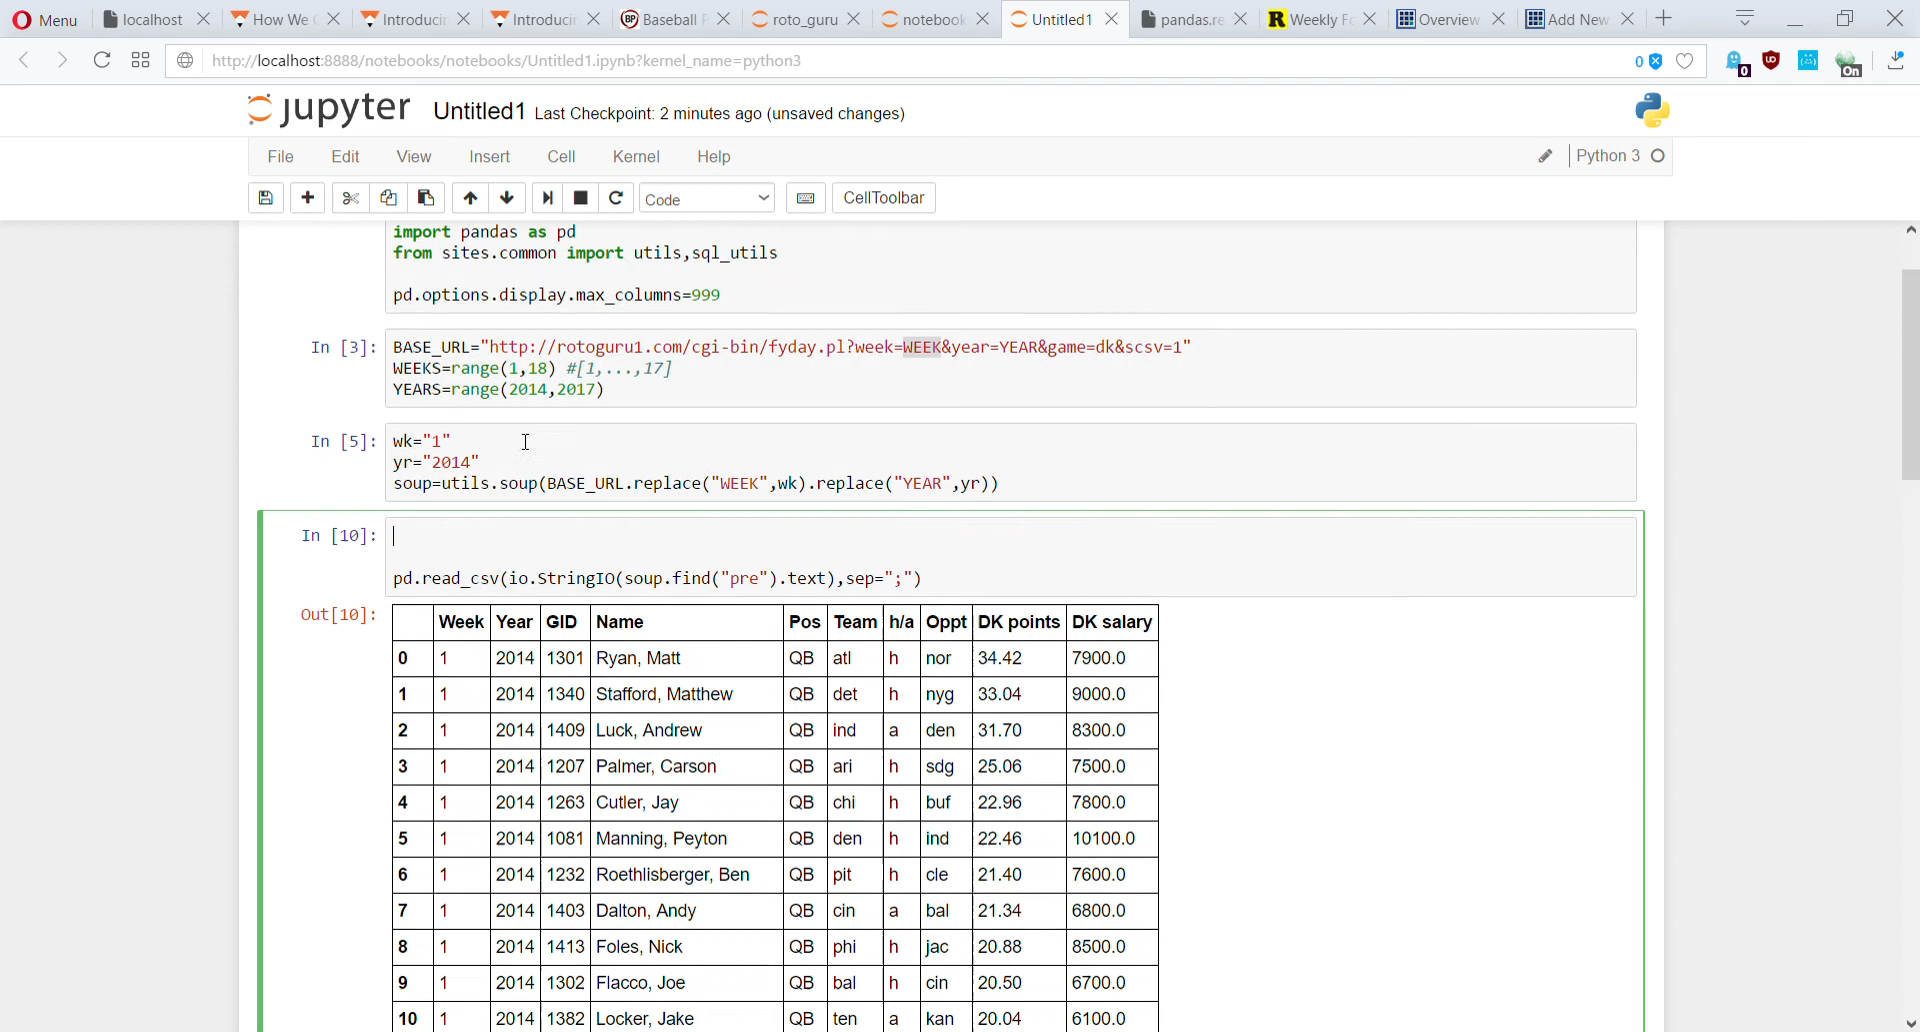 Menu localhost How We Introducin Introducin Baseball P roto_guru notebook Untitled1 pandas.re Weekly Fo Overview Add New
http://localhost:8888/notebooks/notebooks/Untitled1.ipynb?kernel_name=python3 0 0 On
jupyter Untitled1 Last Checkpoint: 2 minutes ago (unsaved changes)
File Edit View Insert Cell Kernel Help Python 3
Code CellToolbar
import pandas as pd
from sites.common import utils,sql_utils
pd.options.display.max_columns=999
In [3]: BASE_URL="http://rotoguru1.com/cgi-bin/fyday.pl?week=WEEK&year=YEAR&game=dk&scsv=1"
WEEKS=range(1,18) #[1,...,17]
YEARS=range(2014,2017)
In [5]: wk="1"
yr="2014"
soup=utils.soup(BASE_URL.replace("WEEK",wk).replace("YEAR",yr))
In [10]:
pd.read_csv(io.StringIO(soup.find("pre").text),sep=";")
Out[10]:
Week Year GID Name Pos Team h/a Oppt DK points DK salary
0 1 2014 1301 Ryan, Matt QB atl h nor 34.42 7900.0
1 1 2014 1340 Stafford, Matthew QB det h nyg 33.04 9000.0
2 1 2014 1409 Luck, Andrew QB ind a den 31.70 8300.0
3 1 2014 1207 Palmer, Carson QB ari h sdg 25.06 7500.0
4 1 2014 1263 Cutler, Jay QB chi h buf 22.96 7800.0
5 1 2014 1081 Manning, Peyton QB den h ind 22.46 10100.0
6 1 2014 1232 Roethlisberger, Ben QB pit h cle 21.40 7600.0
7 1 2014 1403 Dalton, Andy QB cin a bal 21.34 6800.0
8 1 2014 1413 Foles, Nick QB phi h jac 20.88 8500.0
9 1 2014 1302 Flacco, Joe QB bal h cin 20.50 6700.0
10 1 2014 1382 Locker, Jake QB ten a kan 20.04 6100.0